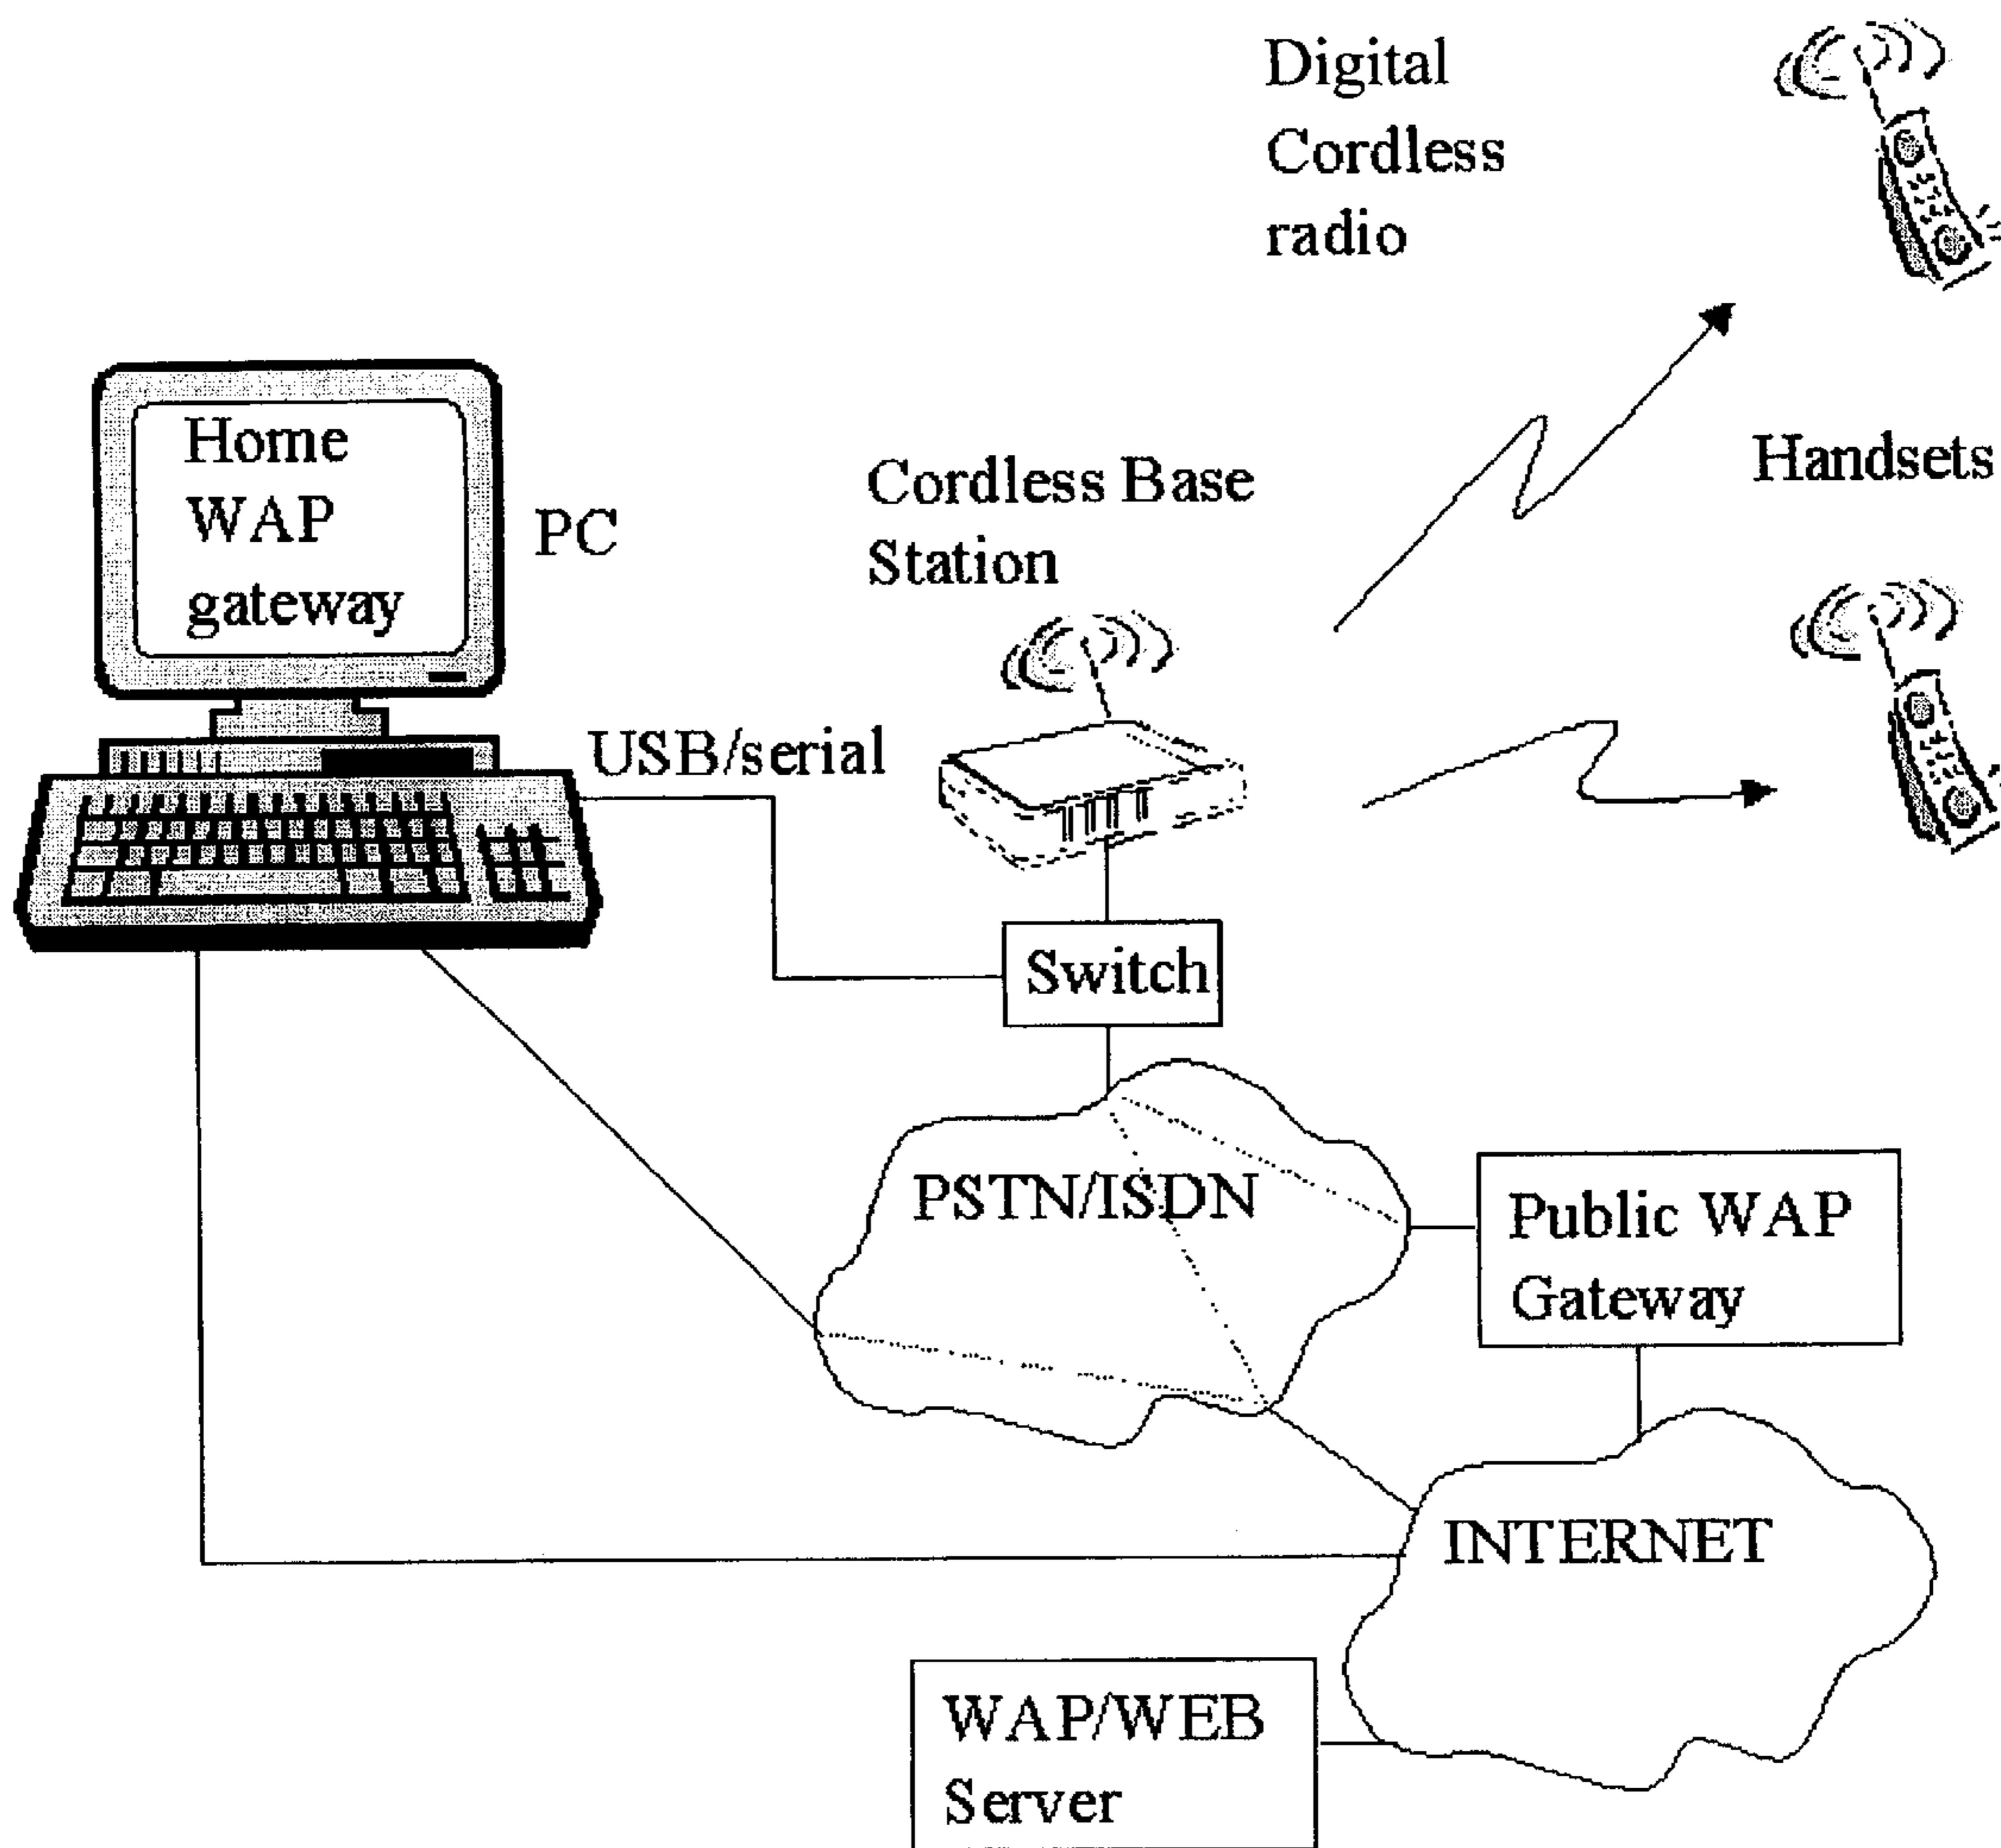 Digital
Cordless
radio
Home
WAP
gateway
PC
Cordless Base
Station
Handsets
USB/serial
Switch
PSTN/ISDN
Public WAP
Gateway
INTERNET
WAP/WEB
Server